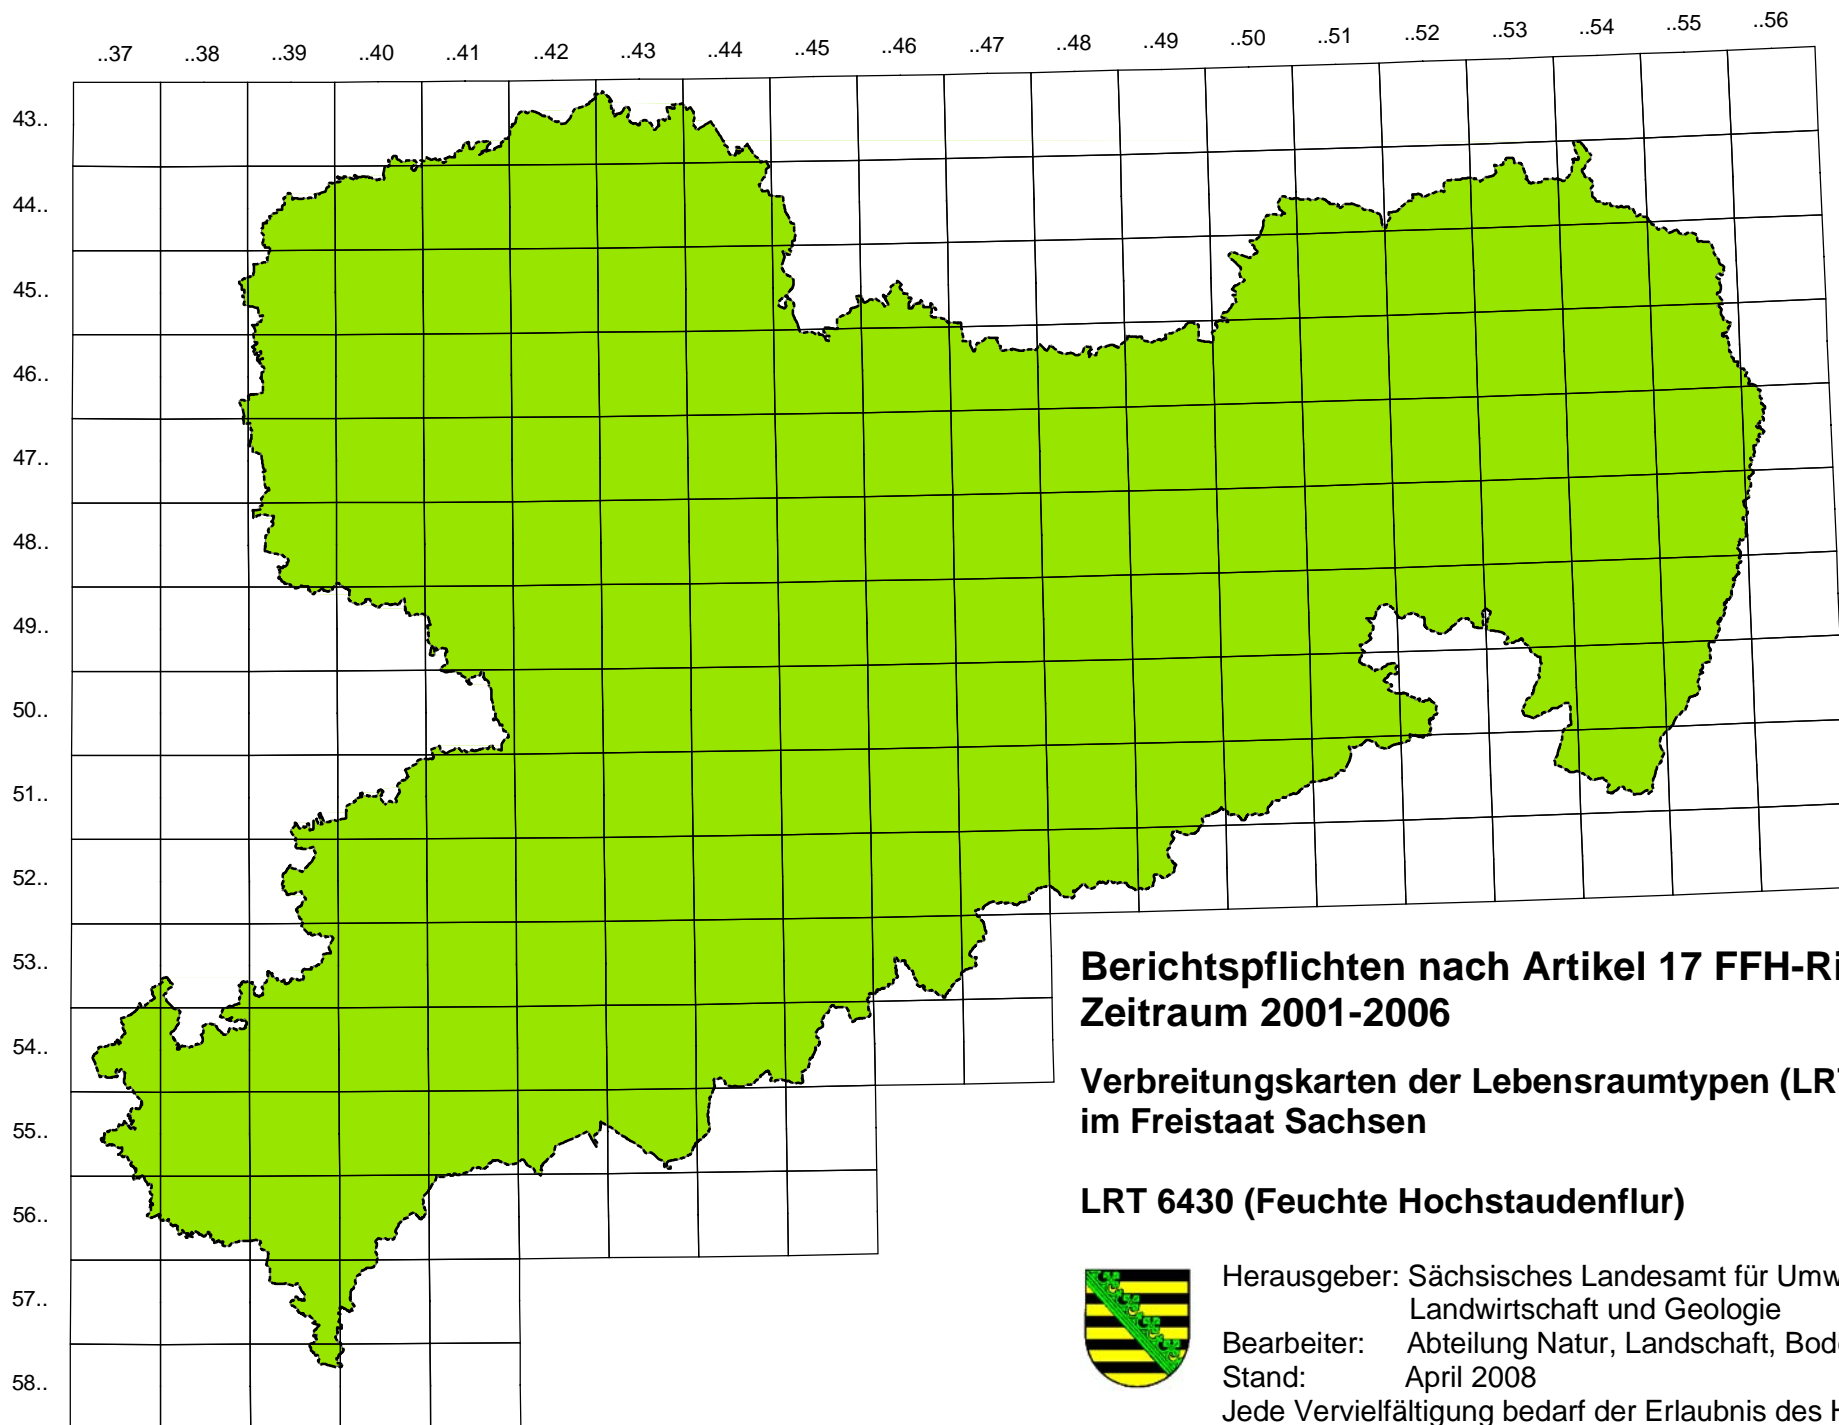 ..37 ..38 ..39 ..40 ..41 ..42 ..43 ..44 ..45 ..46 ..47 ..48 ..49 ..50 ..51 ..52 ..53 ..54 ..55 ..56
43..
44..
45..
46..
47..
48..
49..
50..
51..
52..
53..
54..
55..
56..
57..
58..
Berichtspflichten nach Artikel 17 FFH-Ri
Zeitraum 2001-2006
Verbreitungskarten der Lebensraumtypen (LRT
im Freistaat Sachsen
LRT 6430 (Feuchte Hochstaudenflur)
Herausgeber: Sächsisches Landesamt für Umw
Landwirtschaft und Geologie
Bearbeiter: Abteilung Natur, Landschaft, Bod
Stand: April 2008
Jede Vervielfältigung bedarf der Erlaubnis des H